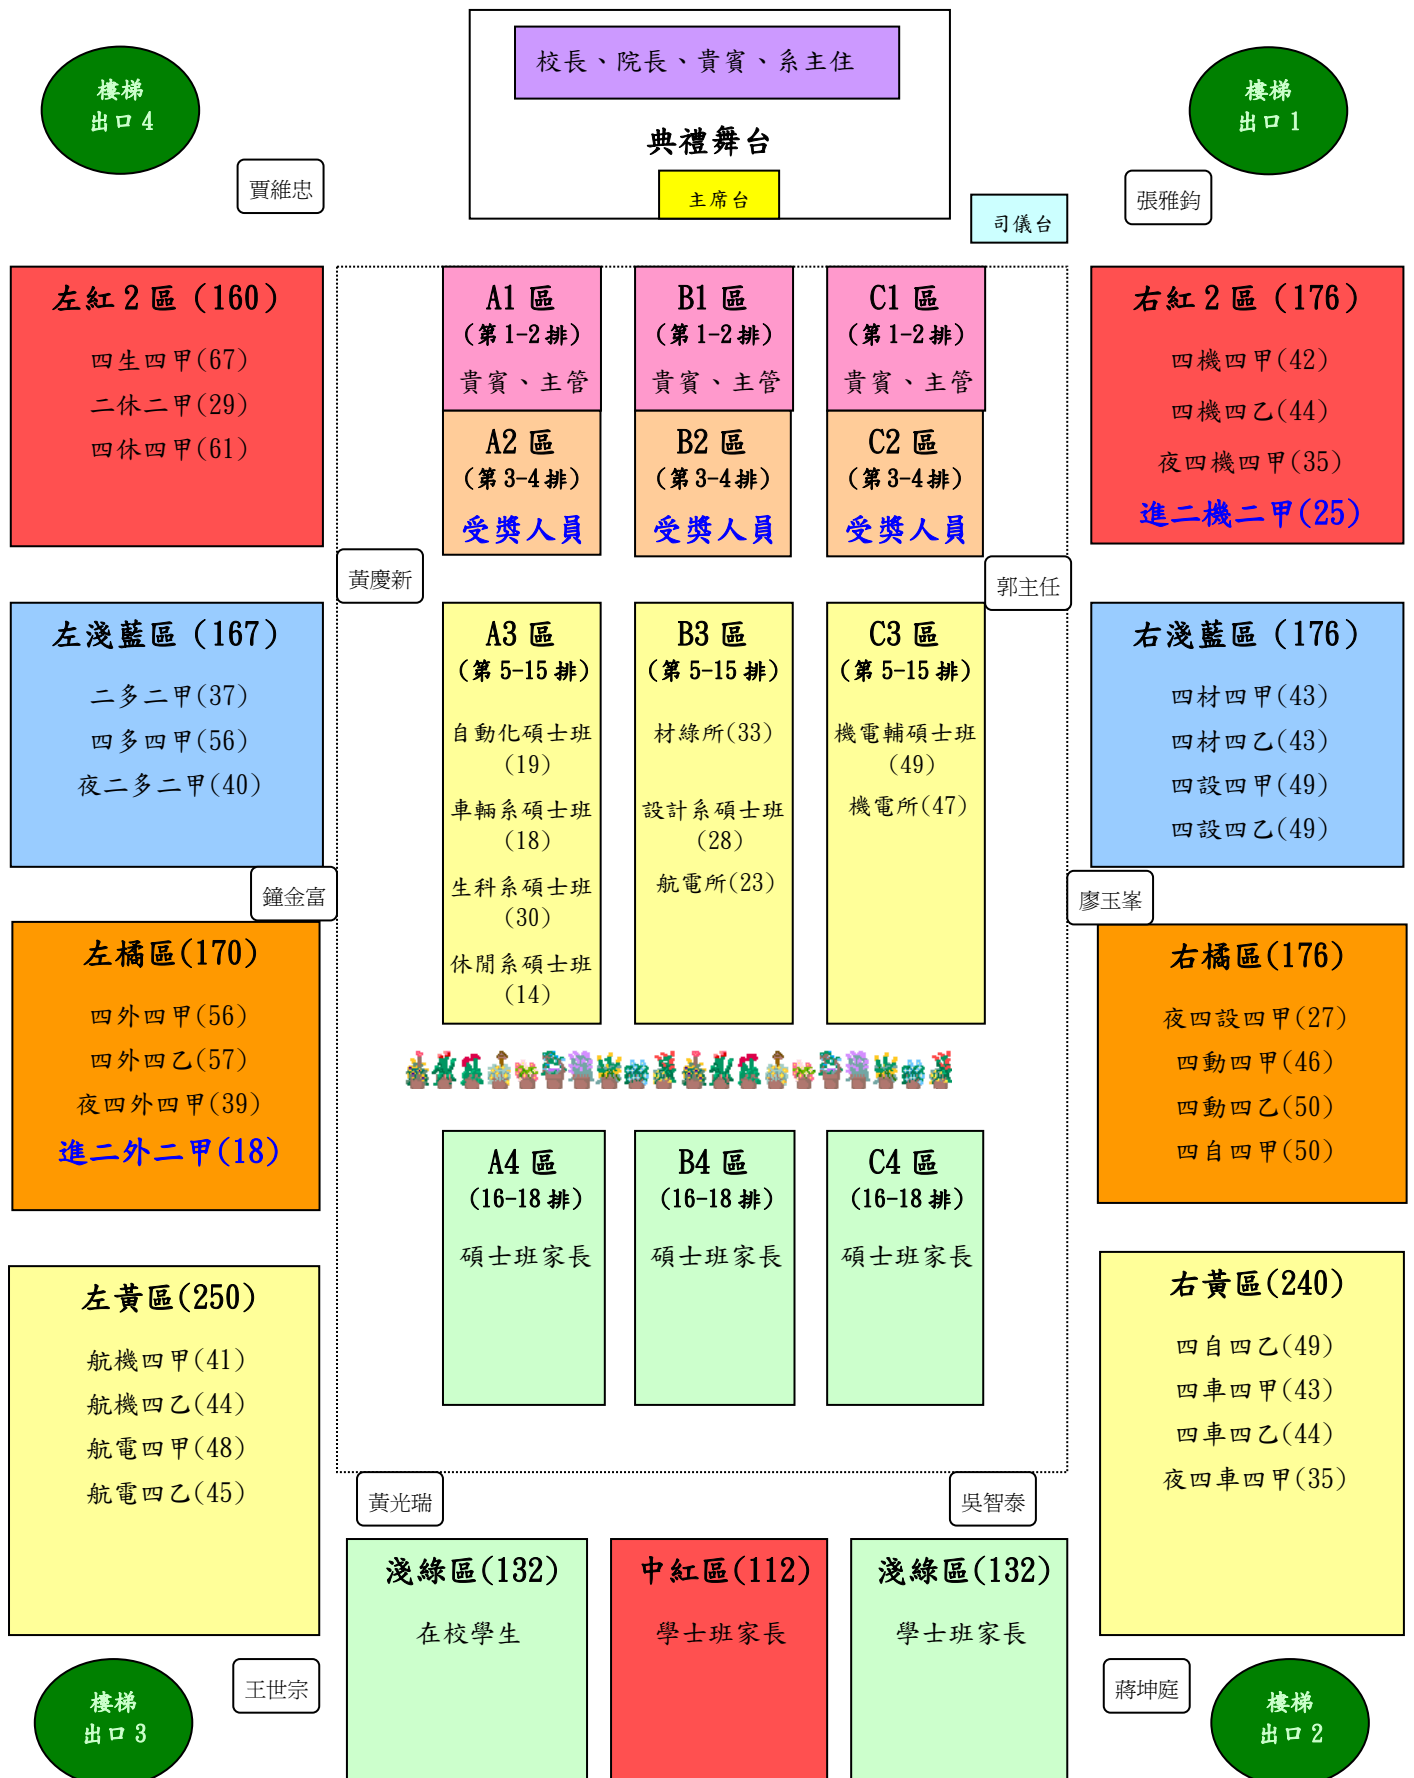 校長、院長、貴賓、系主住
典禮舞台
主席台
司儀台
樓梯
出口 4
樓梯
出口 1
賈維忠
張雅鈞
左紅 2 區（160）
四生四甲(67)
二休二甲(29)
四休四甲(61)
A1 區
（第 1-2 排）
貴賓、主管
B1 區
（第 1-2 排）
貴賓、主管
C1 區
（第 1-2 排）
貴賓、主管
右紅 2 區（176）
四機四甲(42)
四機四乙(44)
夜四機四甲(35)
進二機二甲(25)
A2 區
（第 3-4 排）
受獎人員
B2 區
（第 3-4 排）
受獎人員
C2 區
（第 3-4 排）
受獎人員
黃慶新
郭主任
左淺藍區（167）
二多二甲(37)
四多四甲(56)
夜二多二甲(40)
A3 區
（第 5-15 排）
自動化碩士班
(19)
車輛系碩士班
(18)
生科系碩士班
(30)
休閒系碩士班
(14)
B3 區
（第 5-15 排）
材綠所(33)
設計系碩士班
(28)
航電所(23)
C3 區
（第 5-15 排）
機電輔碩士班
(49)
機電所(47)
右淺藍區（176）
四材四甲(43)
四材四乙(43)
四設四甲(49)
四設四乙(49)
鐘金富
廖玉峯
左橘區(170)
四外四甲(56)
四外四乙(57)
夜四外四甲(39)
進二外二甲(18)
右橘區(176)
夜四設四甲(27)
四動四甲(46)
四動四乙(50)
四自四甲(50)
A4 區
（16-18 排）
碩士班家長
B4 區
（16-18 排）
碩士班家長
C4 區
（16-18 排）
碩士班家長
左黃區(250)
航機四甲(41)
航機四乙(44)
航電四甲(48)
航電四乙(45)
右黃區(240)
四自四乙(49)
四車四甲(43)
四車四乙(44)
夜四車四甲(35)
黃光瑞
吳智泰
淺綠區(132)
在校學生
中紅區(112)
學士班家長
淺綠區(132)
學士班家長
王世宗
蔣坤庭
樓梯
出口 3
樓梯
出口 2